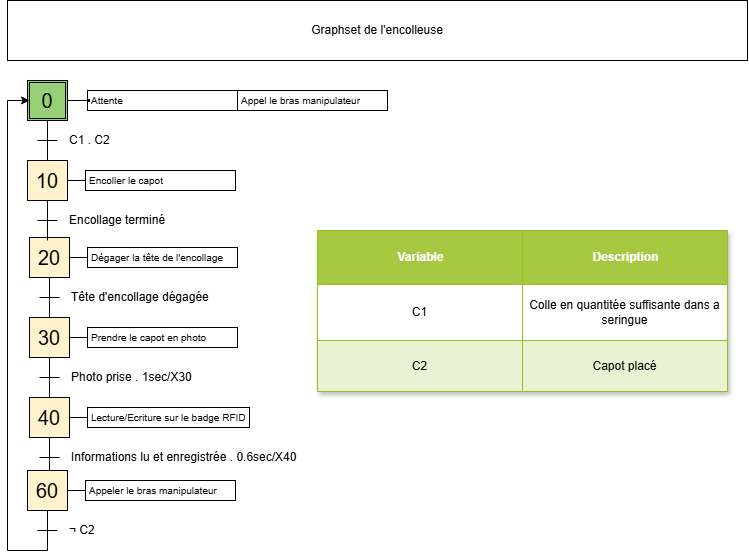 Graphset de l'encolleuse
0
Attente
Appel le bras manipulateur
C1 . C2
10
Encoller le capot
Encollage terminé
20
Dégager la tête de l'encollage
Tête d'encollage dégagée
30
Prendre le capot en photo
Photo prise . 1sec/X30
40
Lecture/Ecriture sur le badge RFID
Informations lu et enregistrée . 0.6sec/X40
60
Appeler le bras manipulateur
¬ C2
Variable
Description
C1
Colle en quantitée suffisante dans a
seringue
C2
Capot placé